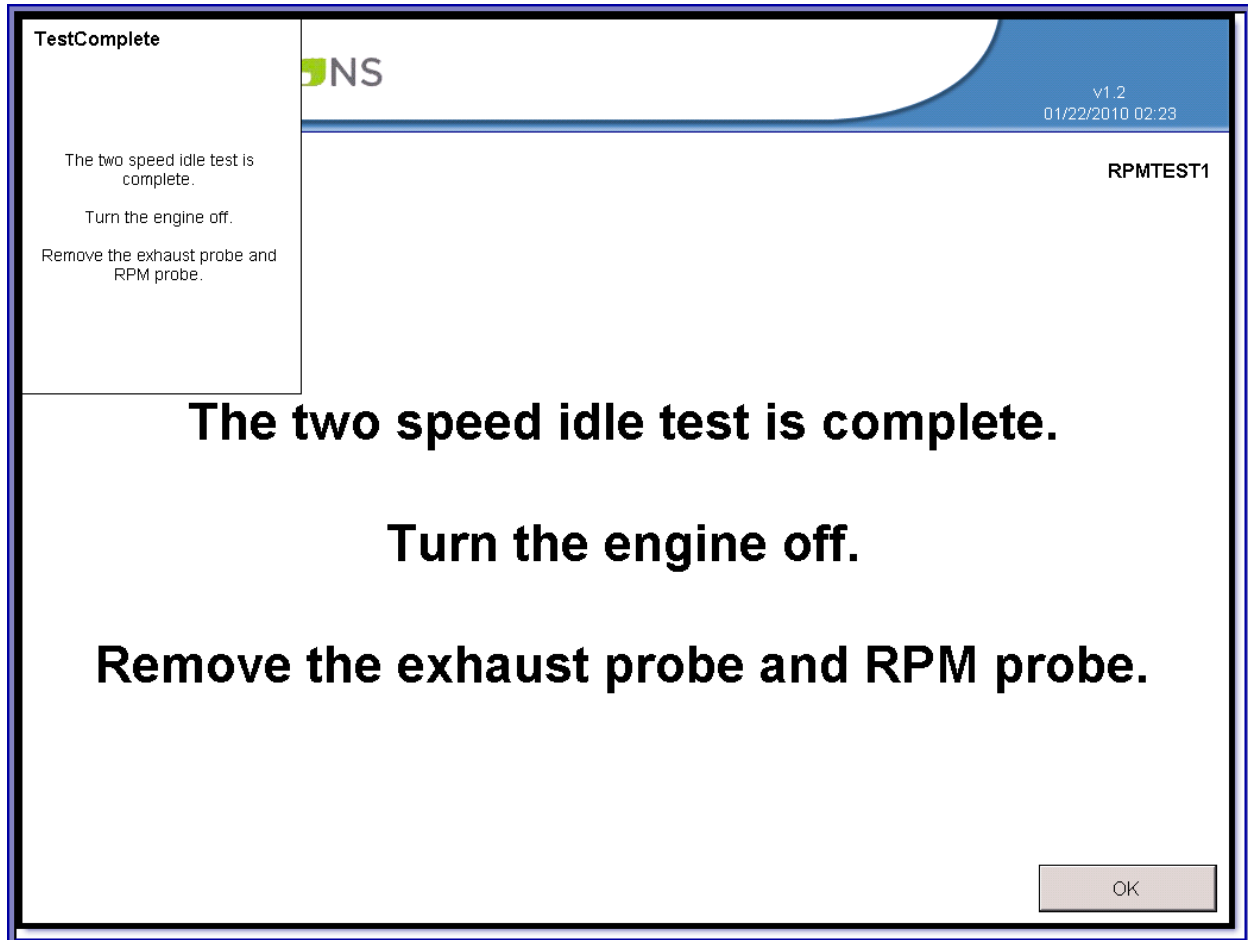 TestComplete
The two speed idle test is
complete.
Turn the engine off.
Remove the exhaust probe and
RPM probe.
NS
v1.2
01/22/2010 02:23
RPMTEST1
The two speed idle test is complete.
Turn the engine off.
Remove the exhaust probe and RPM probe.
OK